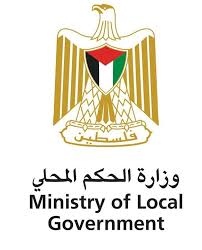 فلسطين
وزارة الحكم المحلي
Ministry of Local
Government